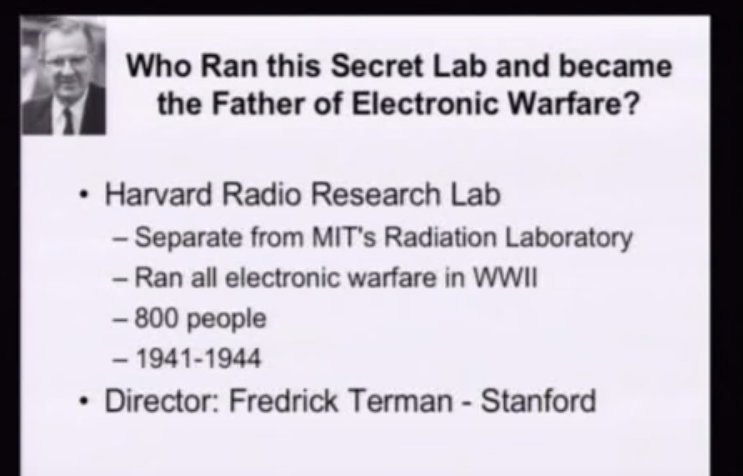 Who Ran this Secret Lab and became
the Father of Electronic Warfare?
• Harvard Radio Research Lab
– Separate from MIT's Radiation Laboratory
– Ran all electronic warfare in WWII
– 800 people
– 1941-1944
• Director: Fredrick Terman - Stanford